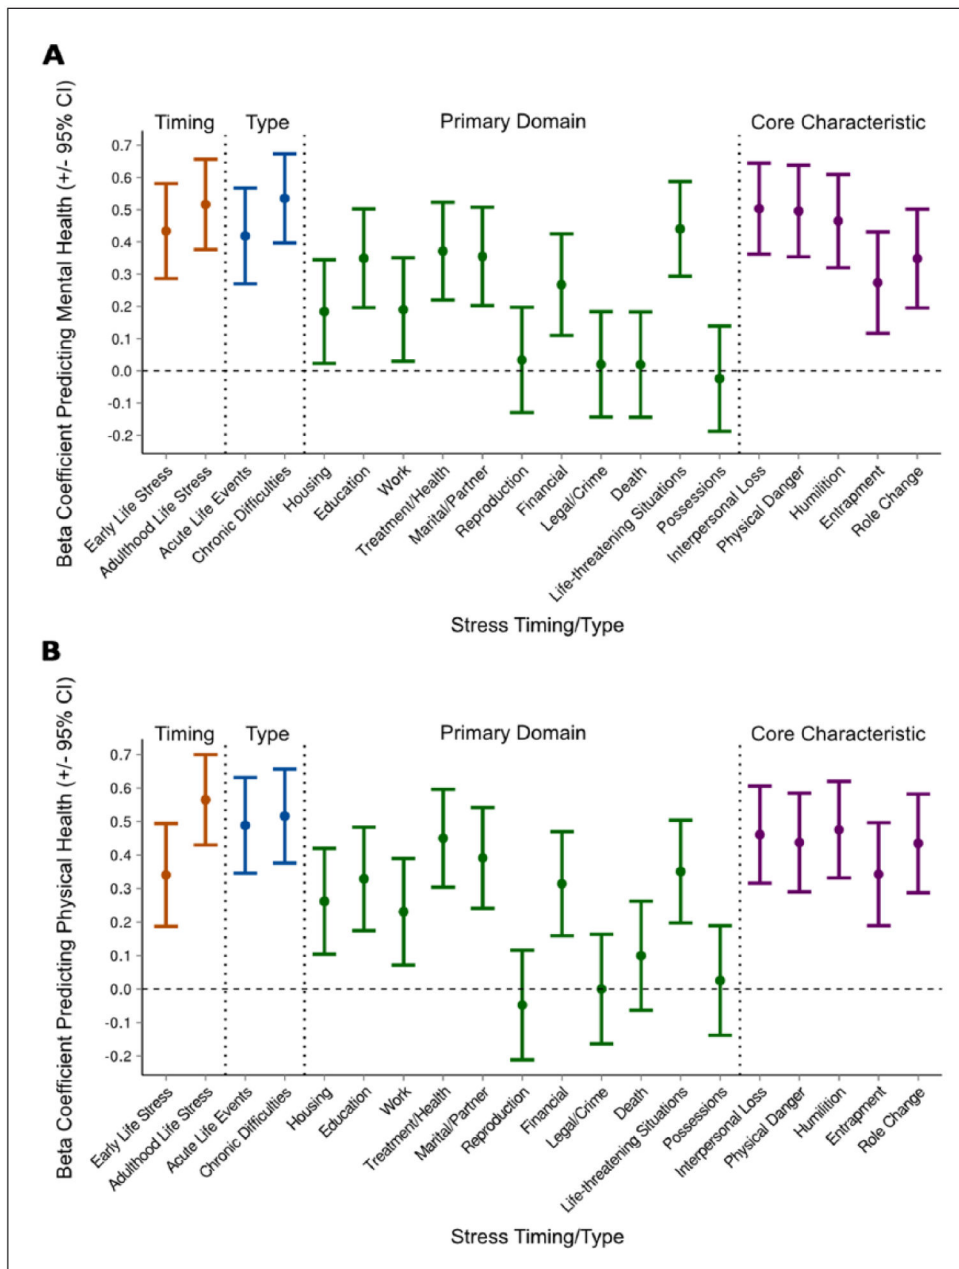 A
Beta Coefficient Predicting Mental Health (+/- 95% CI)
Timing
Type
Primary Domain
Core Characteristic
0.7
0.6
0.5
0.4
0.3
0.2
0.1
0.0
-0.1
-0.2
Early Life Stress
Adulthood Life Stress
Acute Life Events
Chronic Difficulties
Housing
Education
Work
Treatment/Health
Marital/Partner
Reproduction
Financial
Legal/Crime
Death
Life-threatening Situations
Possessions
Interpersonal Loss
Physical Danger
Humilition
Entrapment
Role Change
Stress Timing/Type
B
Beta Coefficient Predicting Physical Health (+/- 95% CI)
Timing
Type
Primary Domain
Core Characteristic
0.7
0.6
0.5
0.4
0.3
0.2
0.1
0.0
-0.1
-0.2
Early Life Stress
Adulthood Life Stress
Acute Life Events
Chronic Difficulties
Housing
Education
Work
Treatment/Health
Marital/Partner
Reproduction
Financial
Legal/Crime
Death
Life-threatening Situations
Possessions
Interpersonal Loss
Physical Danger
Humilition
Entrapment
Role Change
Stress Timing/Type